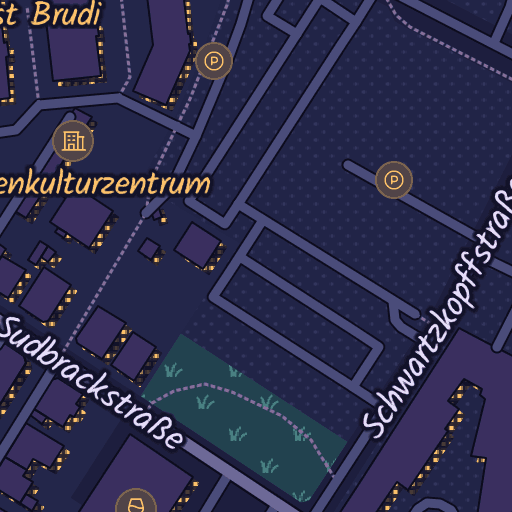 st Brudi
enkulturzentrum
Schwartzkopffstraße
Sudbrackstraße